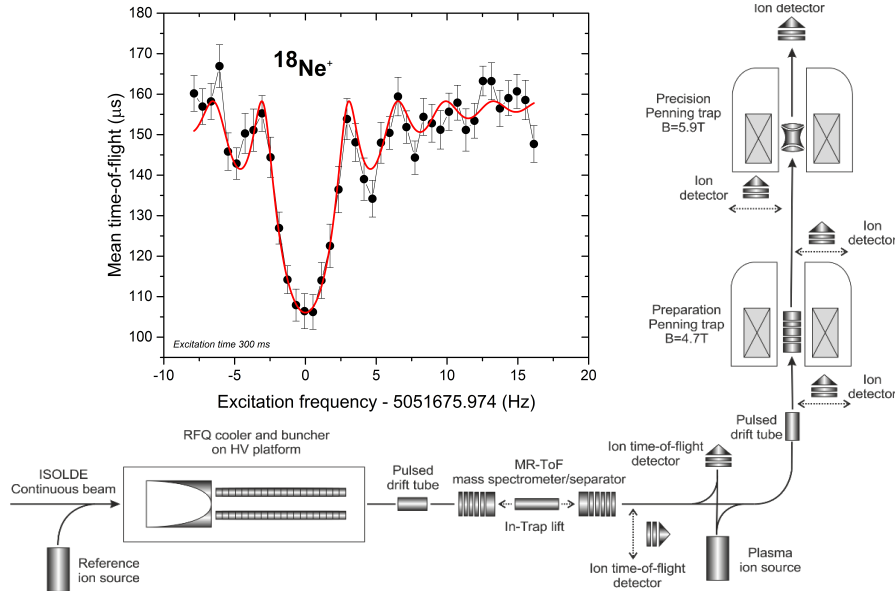 170
160
150
140
130
120
110
100
Mean time-of-flight (μs)
18Ne+
Excitation time 300 ms
-10
-5
0
5
10
15
20
Excitation frequency - 5051675.974 (Hz)
Ion detector
Precision
Penning trap
B=5.9T
Ion
detector
Ion
detector
Preparation
Penning trap
B=4.7T
Ion
detector
Pulsed
drift tube
RFQ cooler and buncher
on HV platform
ISOLDE
Continuous beam
Reference
ion source
Pulsed
drift tube
MR-ToF
mass spectrometer/separator
In-Trap lift
Ion time-of-flight
detector
Ion time-of-flight
detector
Plasma
ion source